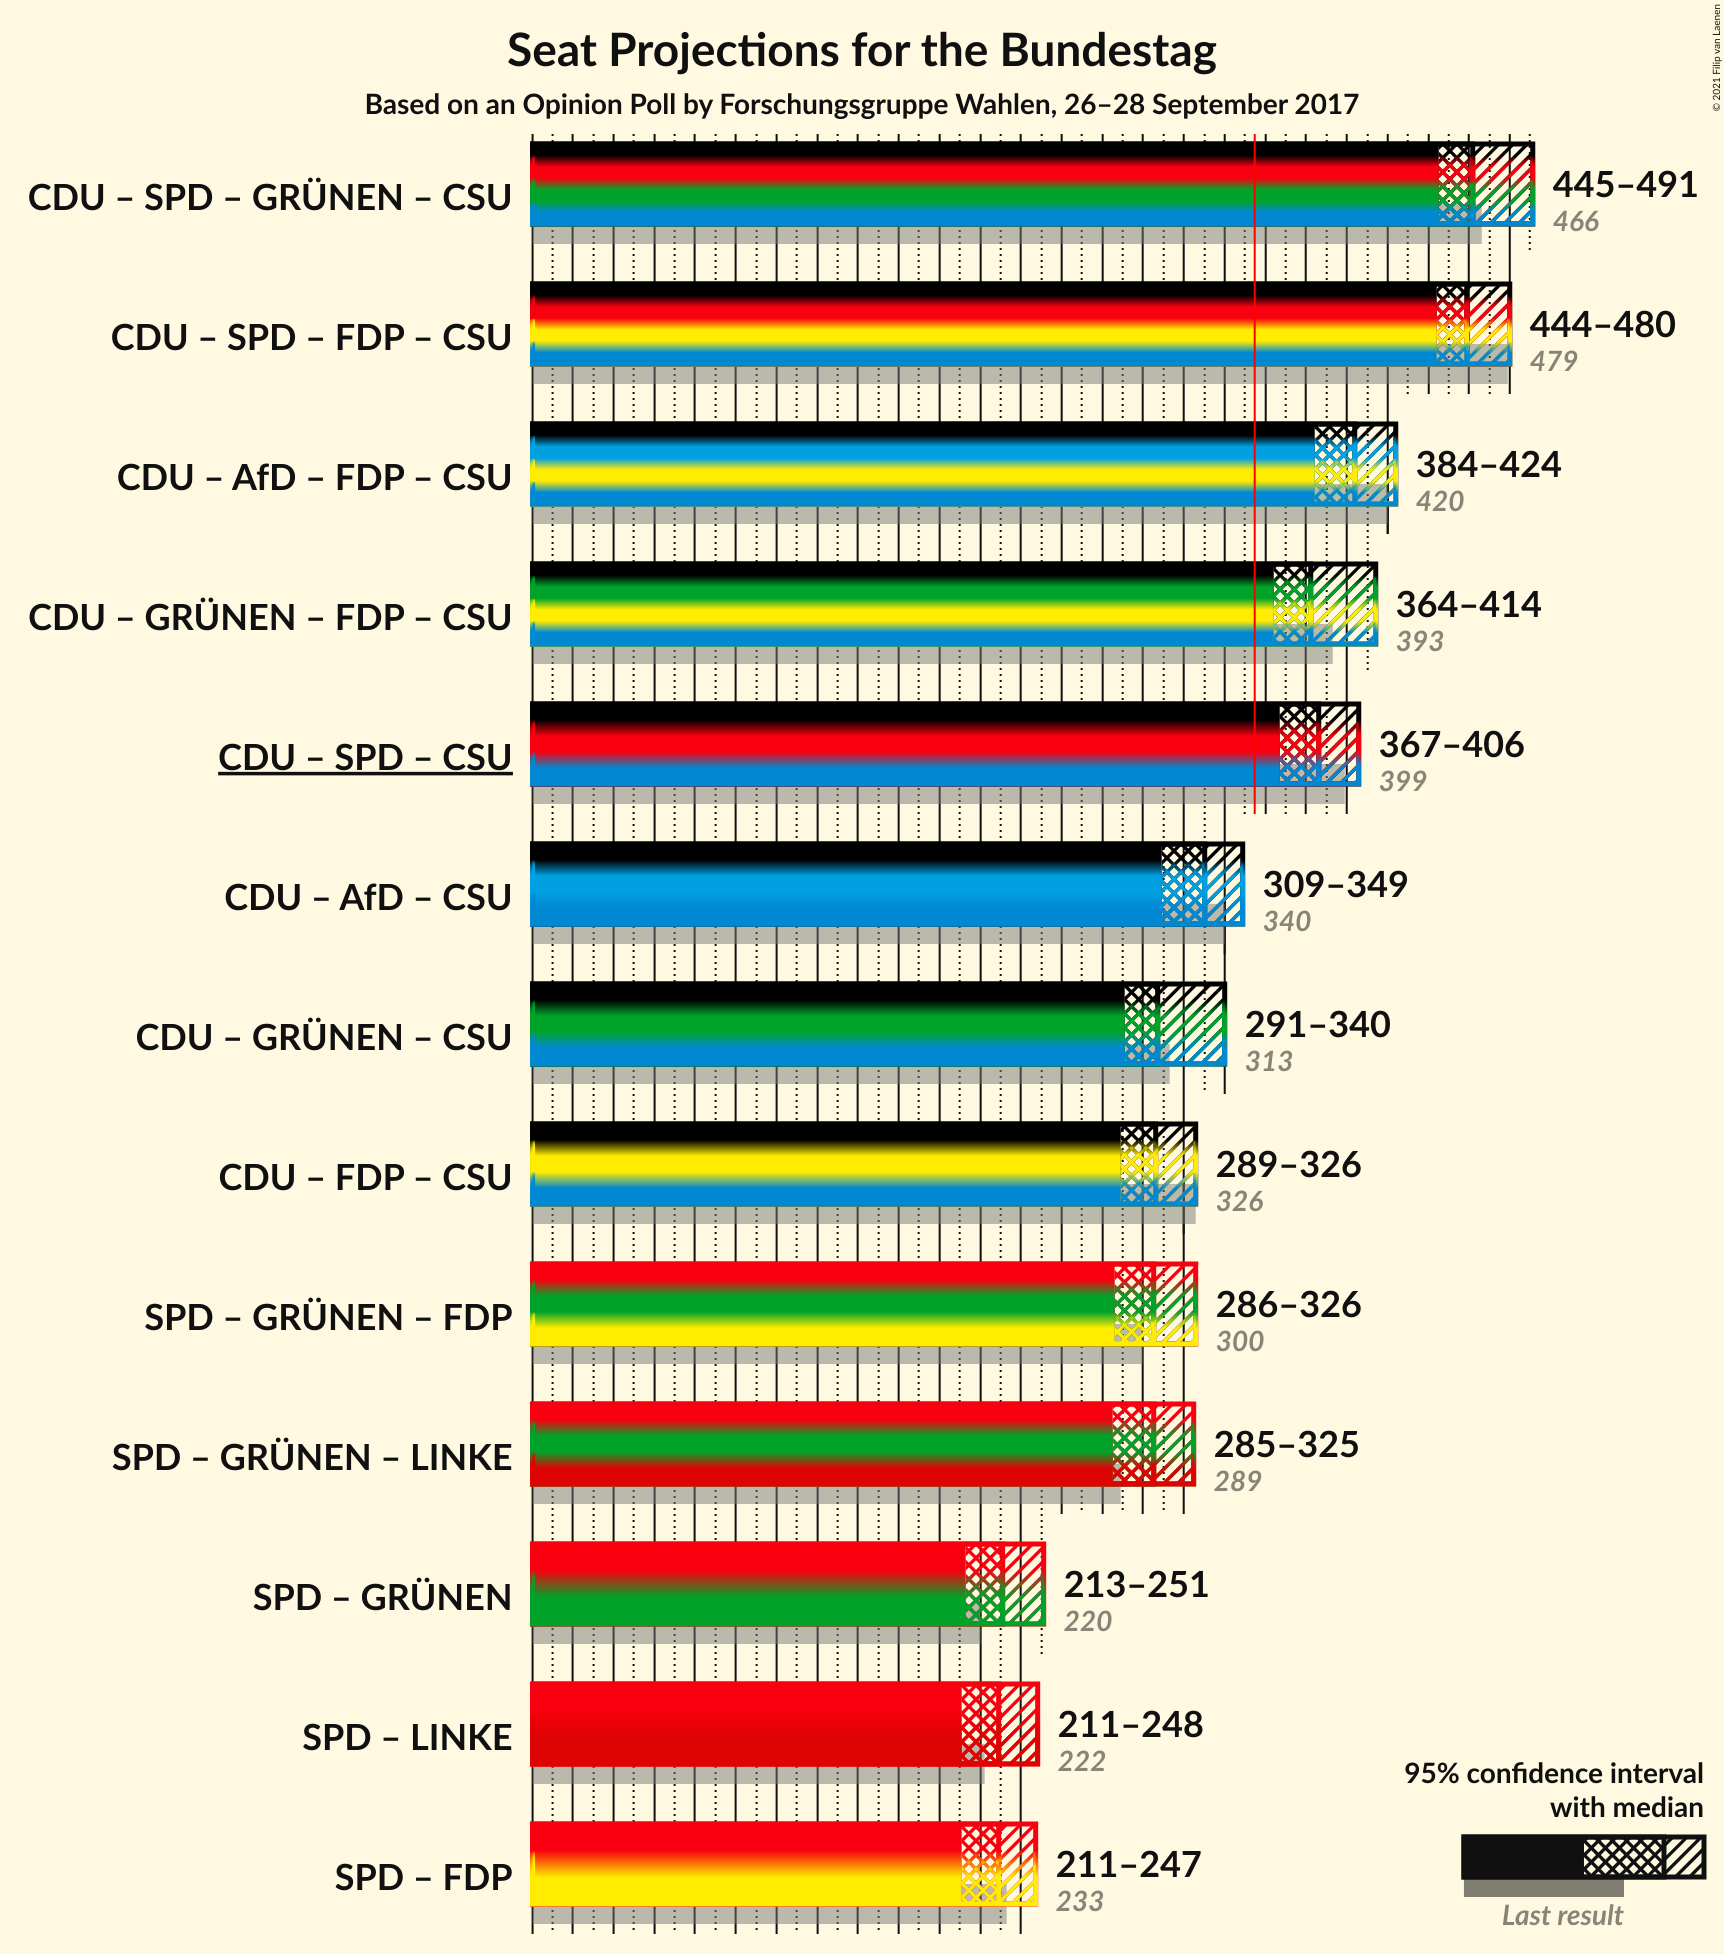 Seat Projections for the Bundestag
Based on an Opinion Poll by Forschungsgruppe Wahlen, 26–28 September 2017
© 2021 Filip van Laenen
CDU – SPD – GRÜNEN – CSU
445–491
466
CDU – SPD – FDP – CSU
444–480
479
CDU – AfD – FDP – CSU
384–424
420
CDU – GRÜNEN – FDP – CSU
364–414
393
CDU – SPD – CSU
367–406
399
CDU – AfD – CSU
309–349
340
CDU – GRÜNEN – CSU
291–340
313
CDU – FDP – CSU
289–326
326
SPD – GRÜNEN – FDP
286–326
300
SPD – GRÜNEN – LINKE
285–325
289
SPD – GRÜNEN
213–251
220
SPD – LINKE
211–248
222
SPD – FDP
211–247
233
95% confidence interval
with median
Last result